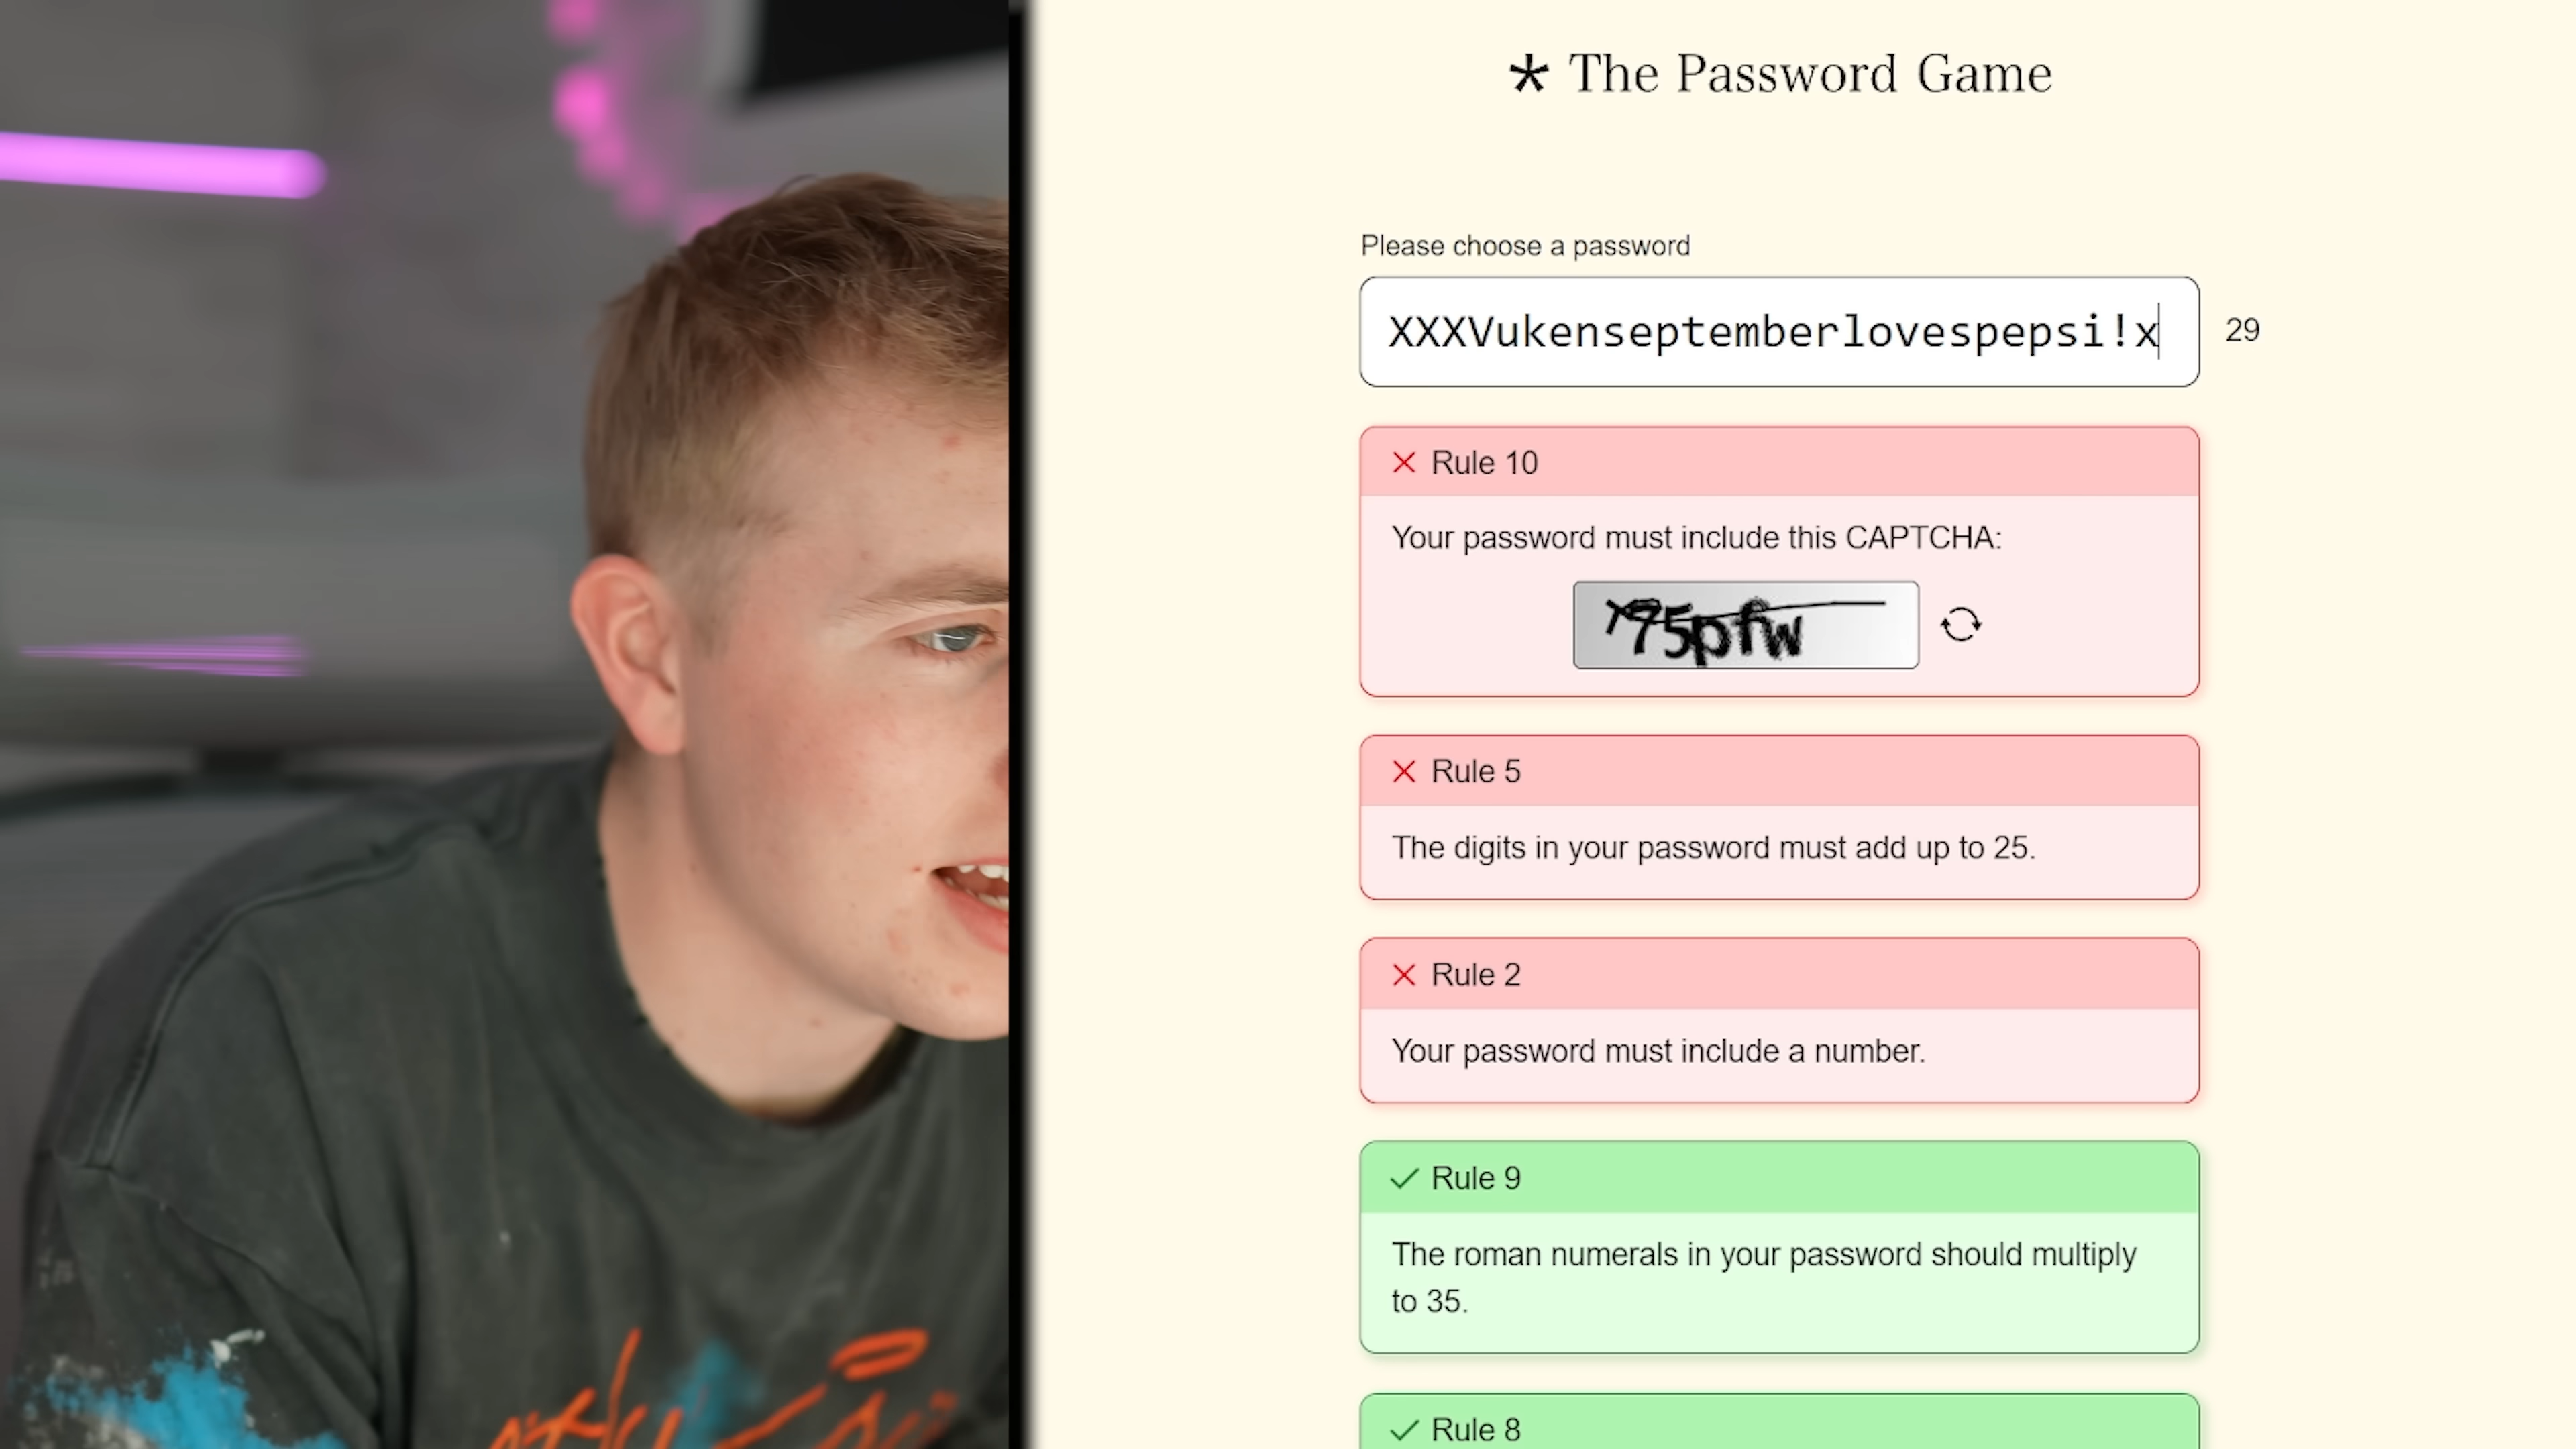 * The Password Game
Please choose a password
XXXVukenseptemberlovespepsi!x
29
Rule 10
Your password must include this CAPTCHA:
Rule 5
The digits in your password must add up to 25.
Rule 2
Your password must include a number.
Rule 9
The roman numerals in your password should multiply
to 35.
Rule 8